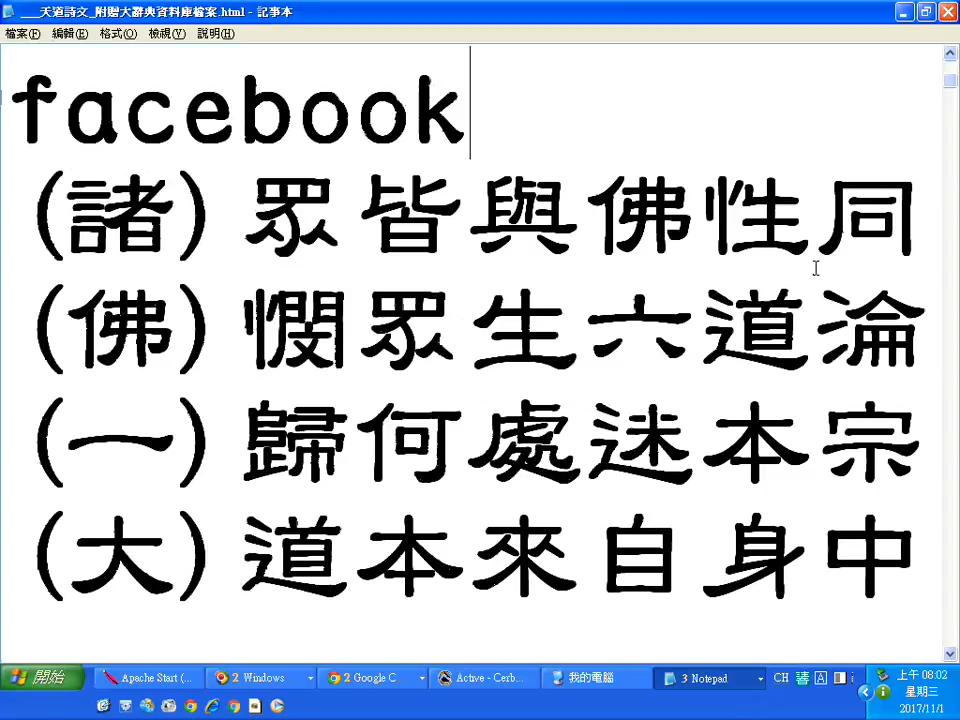 ___天道詩文_附贈大辭典資料庫檔案.html - 記事本
檔案(F) 編輯(E) 格式(O) 檢視(V) 說明(H)
facebook
(諸) 眾皆與佛性同
(佛) 憫眾生六道淪
(一) 歸何處迷本宗
(大) 道本來自身中
開始 Apache Start (... 2 Windows 2 Google C Active - Cerb... 我的電腦 3 Notepad CH 上午 08:02
星期三
2017/11/1